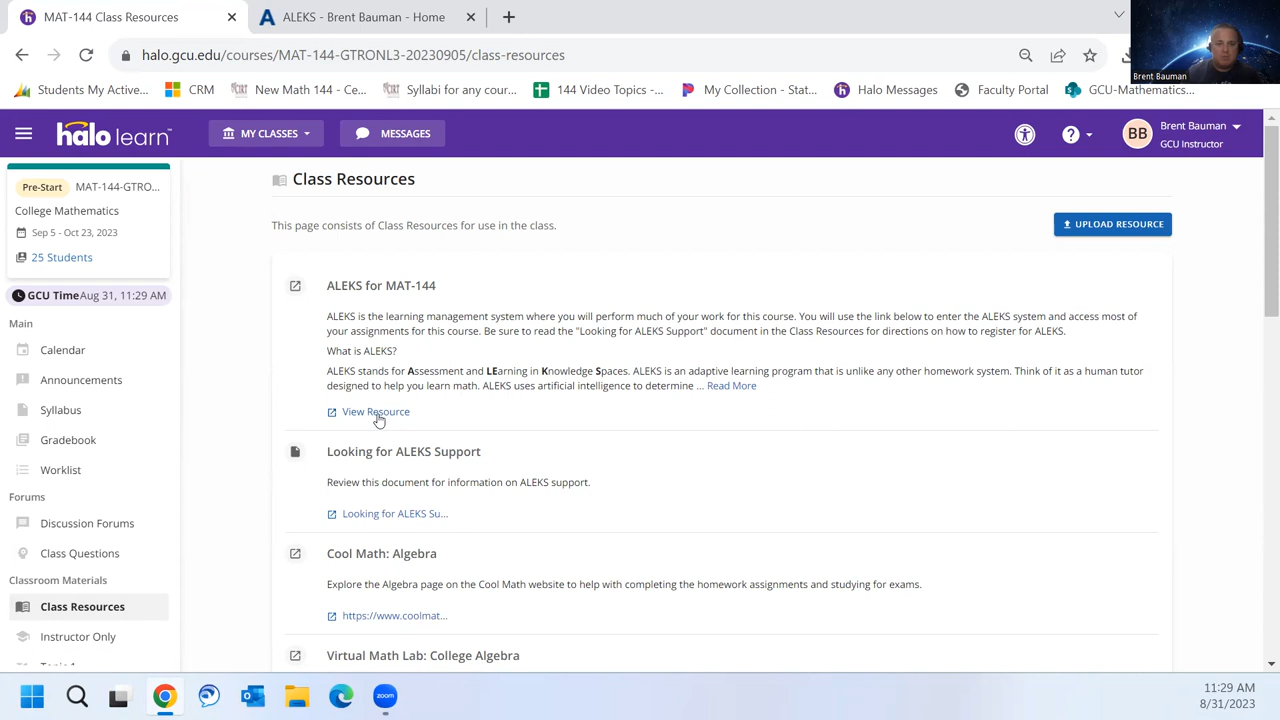 MAT-144 Class Resources
ALEKS - Brent Bauman - Home
halo.gcu.edu/courses/MAT-144-GTRONL3-20230905/class-resources
Brent Bauman
Students My Active...
CRM
New Math 144 - Ce...
Syllabi for any cour...
144 Video Topics -...
My Collection - Stat...
Halo Messages
Faculty Portal
GCU-Mathematics...
halo learn
MY CLASSES
MESSAGES
BB
Brent Bauman
GCU Instructor
Pre-Start
MAT-144-GTRO...
College Mathematics
Sep 5 - Oct 23, 2023
25 Students
GCU Time Aug 31, 11:29 AM
Main
Calendar
Announcements
Syllabus
Gradebook
Worklist
Forums
Discussion Forums
Class Questions
Classroom Materials
Class Resources
Instructor Only
Class Resources
This page consists of Class Resources for use in the class.
UPLOAD RESOURCE
ALEKS for MAT-144
ALEKS is the learning management system where you will perform much of your work for this course. You will use the link below to enter the ALEKS system and access most of
your assignments for this course. Be sure to read the "Looking for ALEKS Support" document in the Class Resources for directions on how to register for ALEKS.
What is ALEKS?
ALEKS stands for Assessment and LEarning in Knowledge Spaces. ALEKS is an adaptive learning program that is unlike any other homework system. Think of it as a human tutor
designed to help you learn math. ALEKS uses artificial intelligence to determine ... Read More
View Resource
Looking for ALEKS Support
Review this document for information on ALEKS support.
Looking for ALEKS Su...
Cool Math: Algebra
Explore the Algebra page on the Cool Math website to help with completing the homework assignments and studying for exams.
https://www.coolmat...
Virtual Math Lab: College Algebra
zoom
11:29 AM
8/31/2023